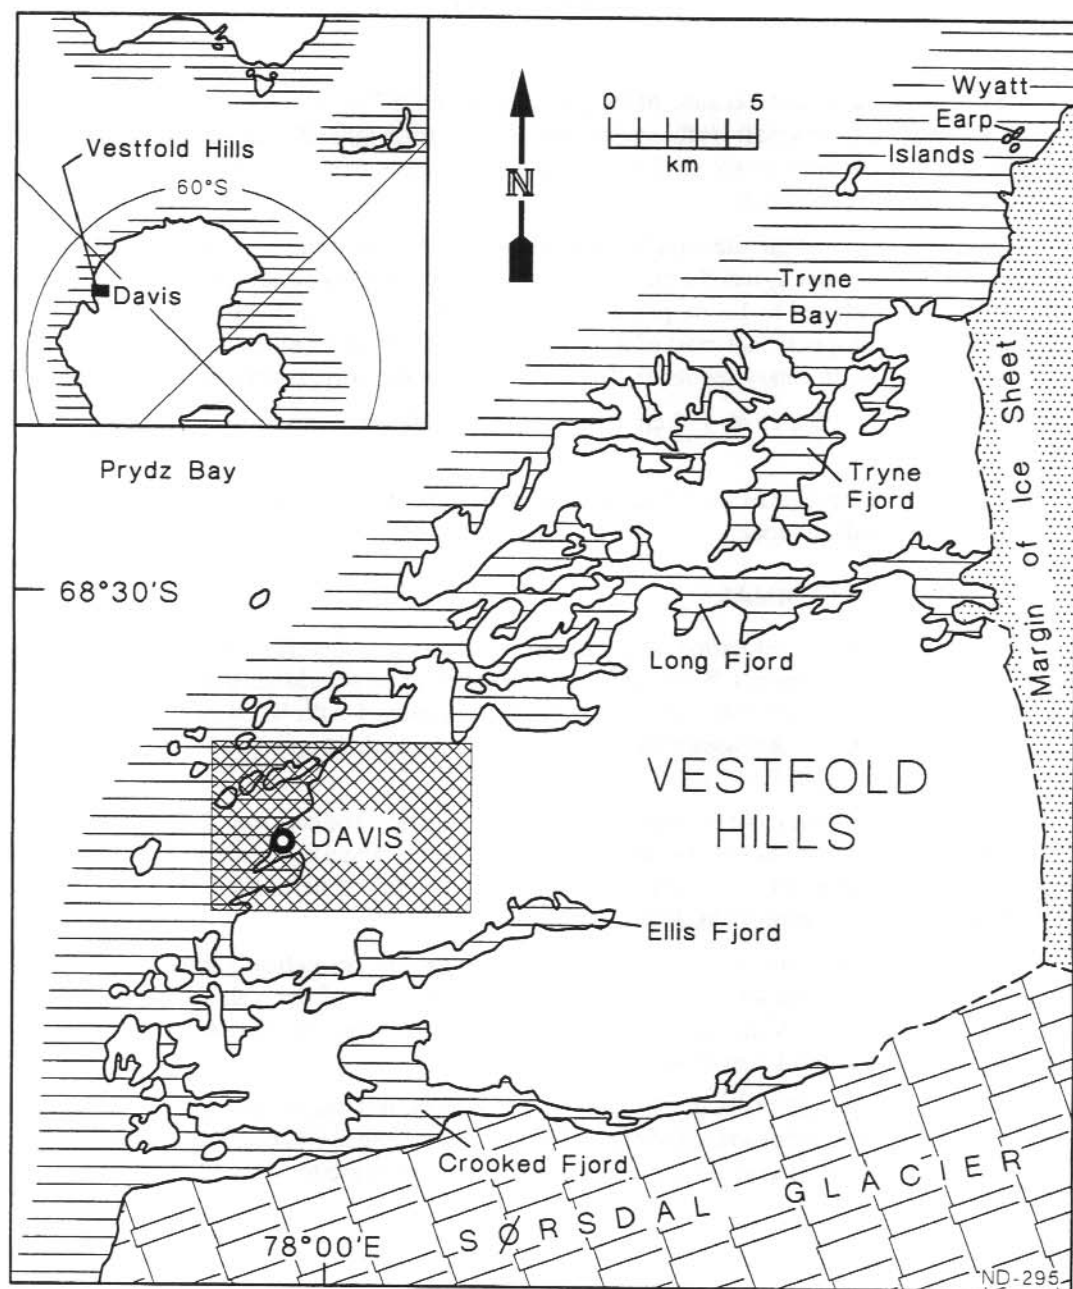 Vestfold Hills
60°S
Davis
0 5
km
N
Wyatt
Earp
Islands
Tryne
Bay
Prydz Bay
Tryne
Fjord
68°30'S
Long Fjord
Margin of Ice Sheet
VESTFOLD
HILLS
DAVIS
Ellis Fjord
Crooked Fjord
SØRSDAL GLACIER
78°00'E
ND-295